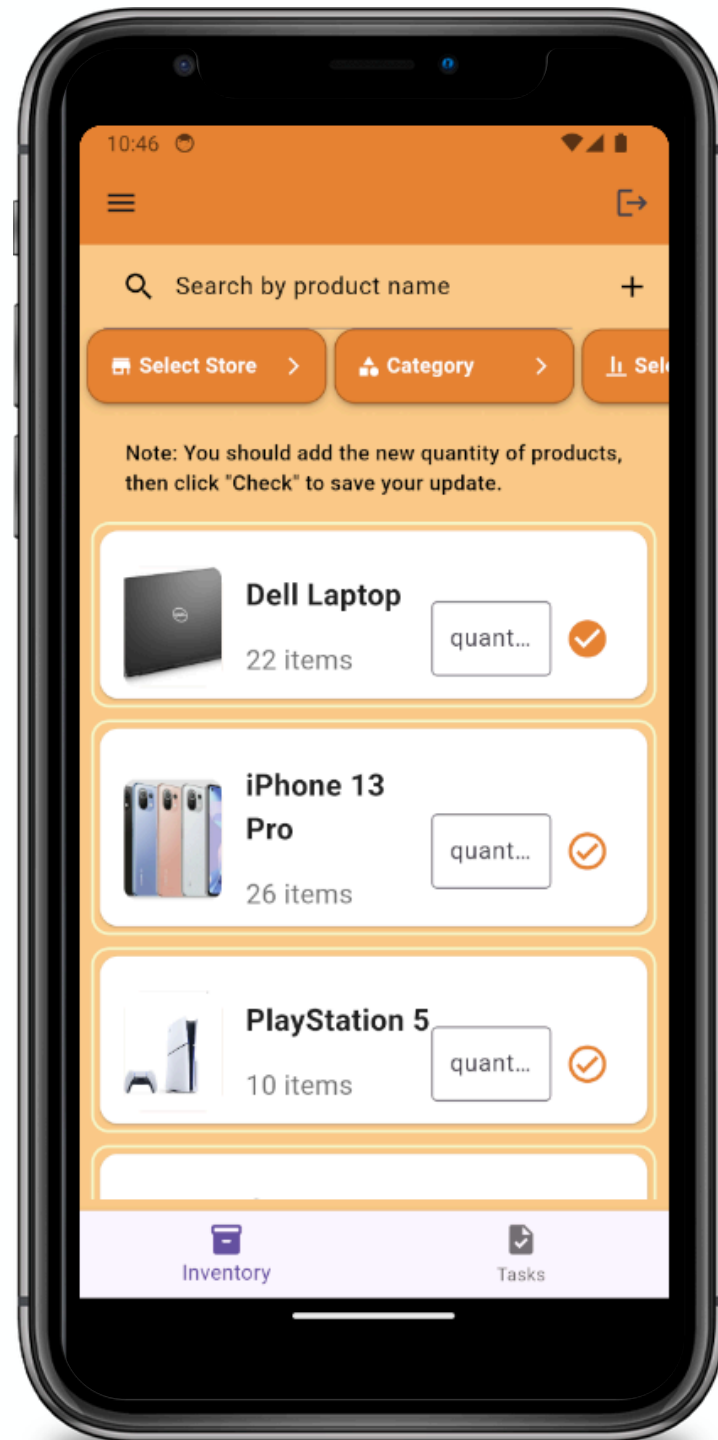 10:46
Search by product name
Select Store
Category
Sel
Note: You should add the new quantity of products,
then click "Check" to save your update.
Dell Laptop
22 items
quant...
iPhone 13
Pro
26 items
quant...
PlayStation 5
10 items
quant...
Inventory
Tasks